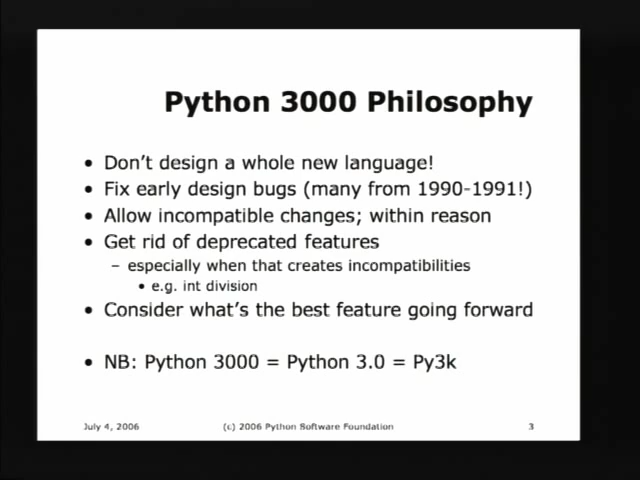 Python 3000 Philosophy
• Don't design a whole new language!
• Fix early design bugs (many from 1990-1991!)
• Allow incompatible changes; within reason
• Get rid of deprecated features
– especially when that creates incompatibilities
• e.g. int division
• Consider what's the best feature going forward
• NB: Python 3000 = Python 3.0 = Py3k
July 4, 2006 (c) 2006 Python Software Foundation 3